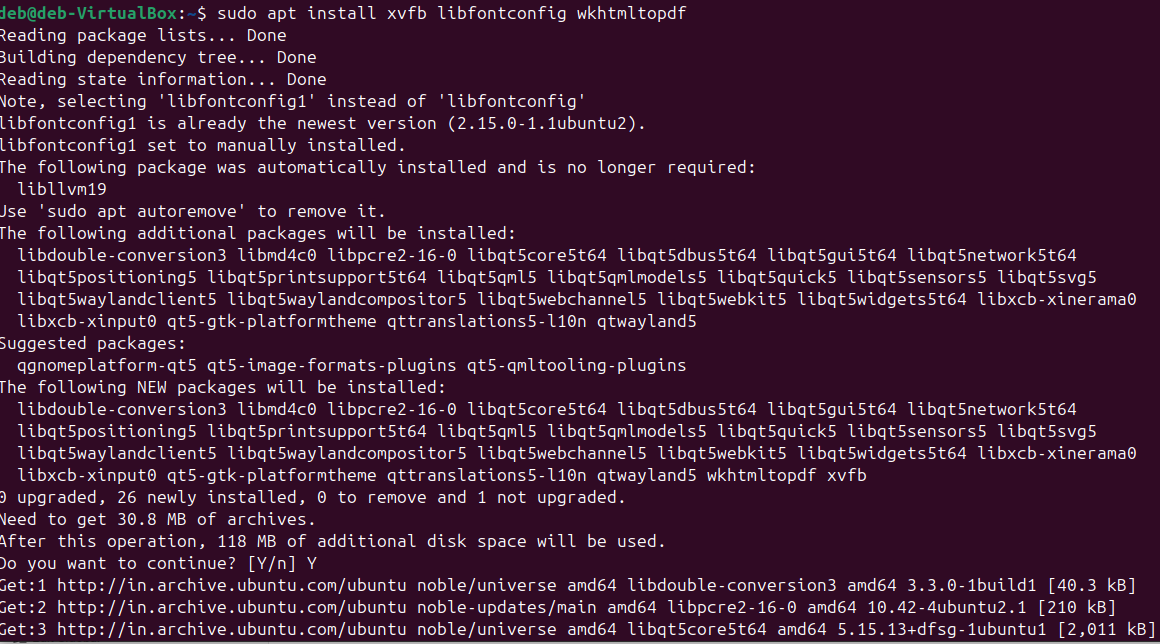 deb@deb-VirtualBox:~$ sudo apt install xvfb libfontconfig wkhtmltopdf
Reading package lists... Done
Building dependency tree... Done
Reading state information... Done
Note, selecting 'libfontconfig1' instead of 'libfontconfig'
libfontconfig1 is already the newest version (2.15.0-1.1ubuntu2).
libfontconfig1 set to manually installed.
The following package was automatically installed and is no longer required:
  libllvm19
Use 'sudo apt autoremove' to remove it.
The following additional packages will be installed:
  libdouble-conversion3 libmd4c0 libpcre2-16-0 libqt5core5t64 libqt5dbus5t64 libqt5gui5t64 libqt5network5t64
  libqt5positioning5 libqt5printsupport5t64 libqt5qml5 libqt5qmlmodels5 libqt5quick5 libqt5sensors5 libqt5svg5
  libqt5waylandclient5 libqt5waylandcompositor5 libqt5webchannel5 libqt5webkit5 libqt5widgets5t64 libxcb-xinerama0
  libxcb-xinput0 qt5-gtk-platformtheme qttranslations5-l10n qtwayland5
Suggested packages:
  qgnomeplatform-qt5 qt5-image-formats-plugins qt5-qmltooling-plugins
The following NEW packages will be installed:
  libdouble-conversion3 libmd4c0 libpcre2-16-0 libqt5core5t64 libqt5dbus5t64 libqt5gui5t64 libqt5network5t64
  libqt5positioning5 libqt5printsupport5t64 libqt5qml5 libqt5qmlmodels5 libqt5quick5 libqt5sensors5 libqt5svg5
  libqt5waylandclient5 libqt5waylandcompositor5 libqt5webchannel5 libqt5webkit5 libqt5widgets5t64 libxcb-xinerama0
  libxcb-xinput0 qt5-gtk-platformtheme qttranslations5-l10n qtwayland5 wkhtmltopdf xvfb
0 upgraded, 26 newly installed, 0 to remove and 1 not upgraded.
Need to get 30.8 MB of archives.
After this operation, 118 MB of additional disk space will be used.
Do you want to continue? [Y/n] Y
Get:1 http://in.archive.ubuntu.com/ubuntu noble/universe amd64 libdouble-conversion3 amd64 3.3.0-1build1 [40.3 kB]
Get:2 http://in.archive.ubuntu.com/ubuntu noble-updates/main amd64 libpcre2-16-0 amd64 10.42-4ubuntu2.1 [210 kB]
Get:3 http://in.archive.ubuntu.com/ubuntu noble/universe amd64 libqt5core5t64 amd64 5.15.13+dfsg-1ubuntu1 [2,011 kB]